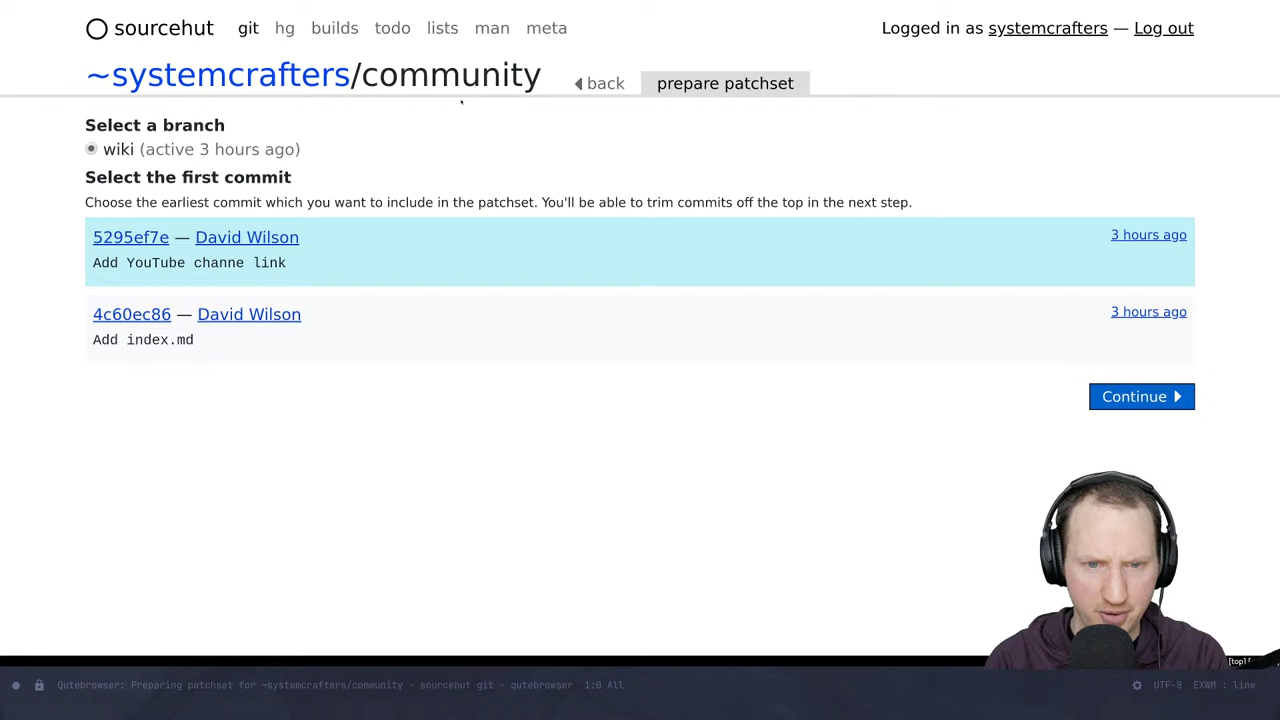 sourcehut git hg builds todo lists man meta Logged in as systemcrafters — Log out
~systemcrafters/community back prepare patchset
Select a branch
wiki (active 3 hours ago)
Select the first commit
Choose the earliest commit which you want to include in the patchset. You'll be able to trim commits off the top in the next step.
5295ef7e — David Wilson 3 hours ago
Add YouTube channe link
4c60ec86 — David Wilson 3 hours ago
Add index.md
Continue
[top]
Qutebrowser: Preparing patchset for ~systemcrafters/community - sourcehut git - qutebrowser 1:0 All UTF-8 EXWM : line